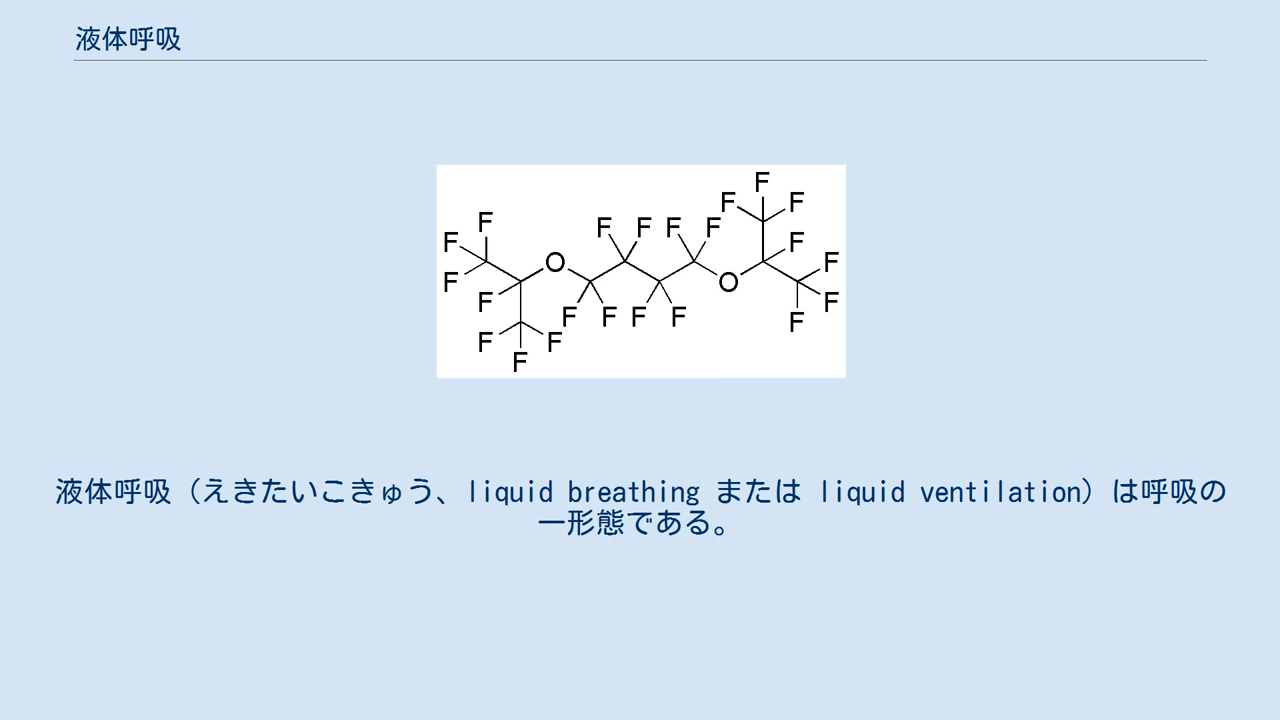 液体呼吸
F
F F
F F
F F F F F
F F
O F
F O
F F
F F F F F F
F F F
F
液体呼吸（えきたいこきゅう、liquid breathing または liquid ventilation）は呼吸の
一形態である。